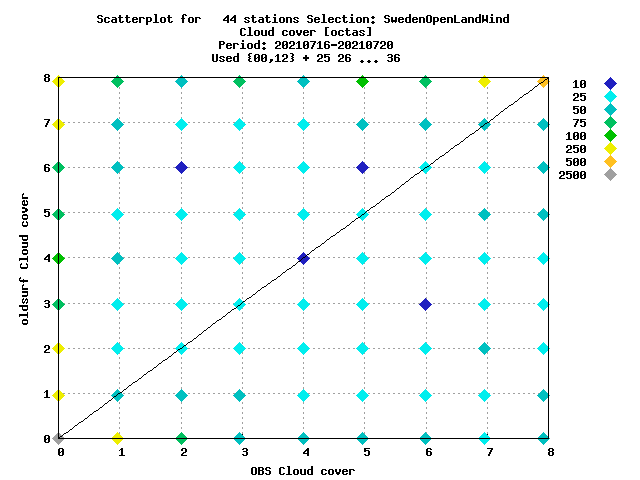 Scatterplot for   44 stations Selection: SwedenOpenLandWind
Cloud cover [octas]
Period: 20210716-20210720
Used {00,12} + 25 26 ... 36
8
7
6
5
4
3
2
1
0
oldsurf Cloud cover
0 1 2 3 4 5 6 7 8
OBS Cloud cover
10
25
50
75
100
250
500
2500